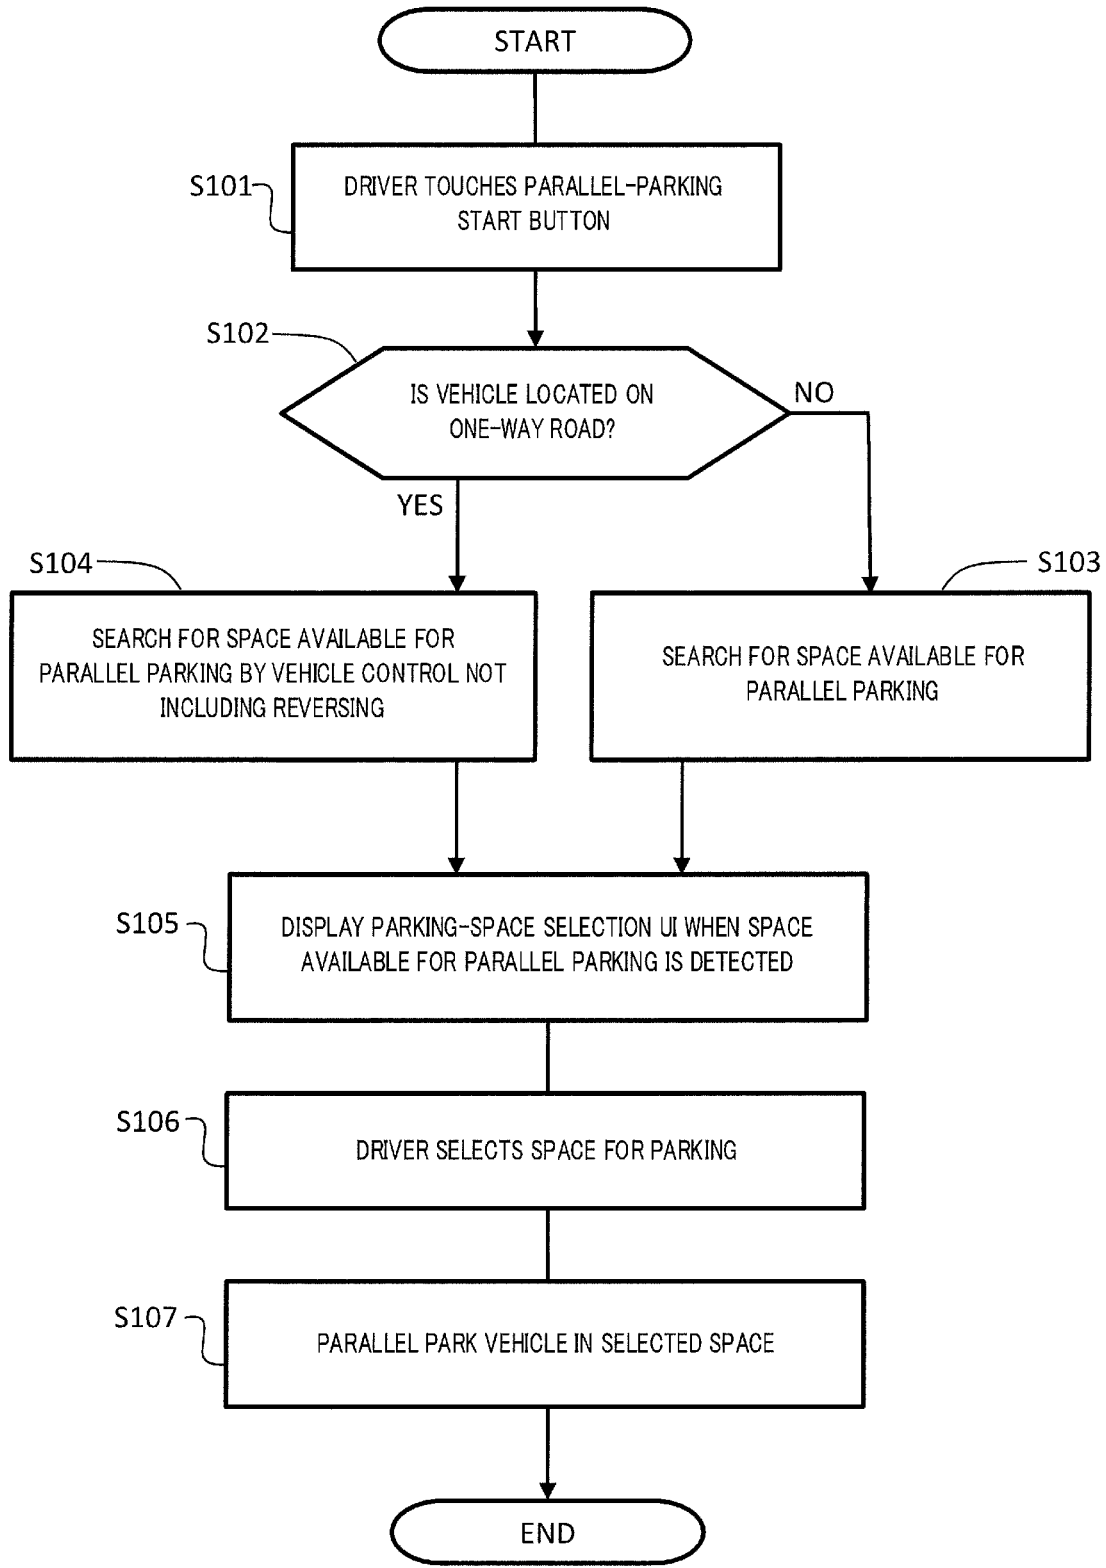 START
S101
DRIVER TOUCHES PARALLEL-PARKING
START BUTTON
S102
IS VEHICLE LOCATED ON
ONE-WAY ROAD?
NO
YES
S104
SEARCH FOR SPACE AVAILABLE FOR
PARALLEL PARKING BY VEHICLE CONTROL NOT
INCLUDING REVERSING
S103
SEARCH FOR SPACE AVAILABLE FOR
PARALLEL PARKING
S105
DISPLAY PARKING-SPACE SELECTION UI WHEN SPACE
AVAILABLE FOR PARALLEL PARKING IS DETECTED
S106
DRIVER SELECTS SPACE FOR PARKING
S107
PARALLEL PARK VEHICLE IN SELECTED SPACE
END